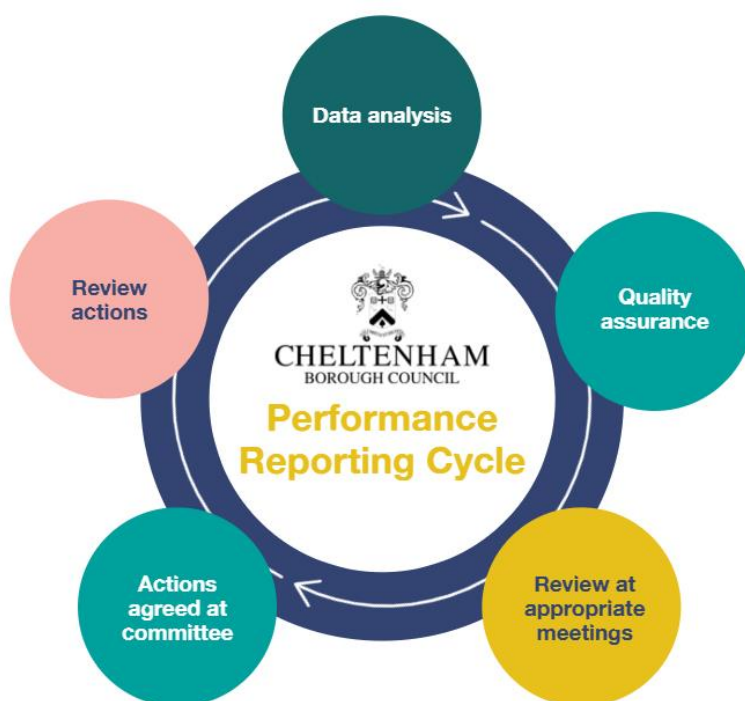 Data analysis
Quality
assurance
Review at
appropriate
meetings
Actions
agreed at
committee
Review
actions
CHELTENHAM
BOROUGH COUNCIL
Performance
Reporting Cycle